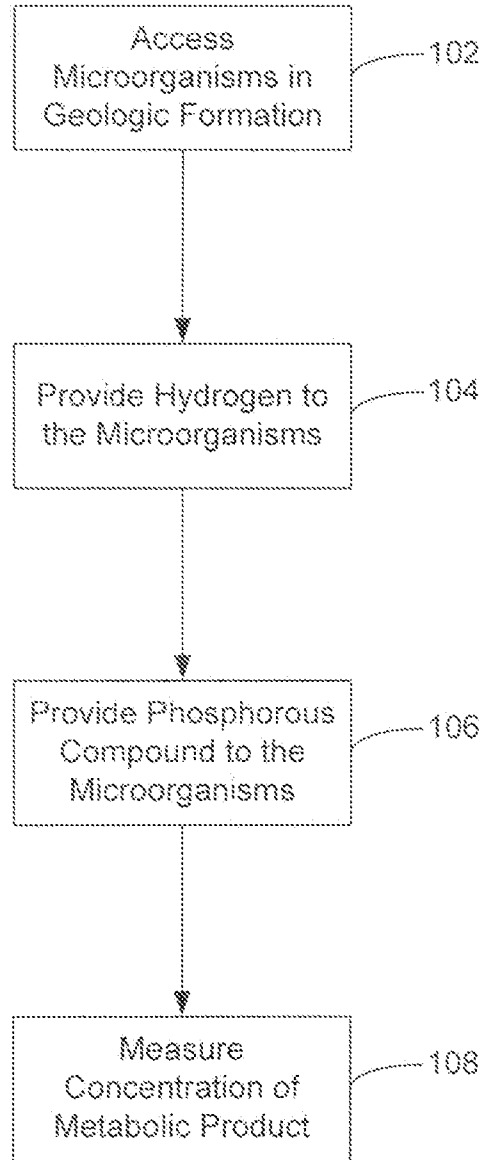 Access
Microorganisms in
Geologic Formation
102
Provide Hydrogen to
the Microorganisms
104
Provide Phosphorous
Compound to the
Microorganisms
106
Measure
Concentration of
Metabolic Product
108